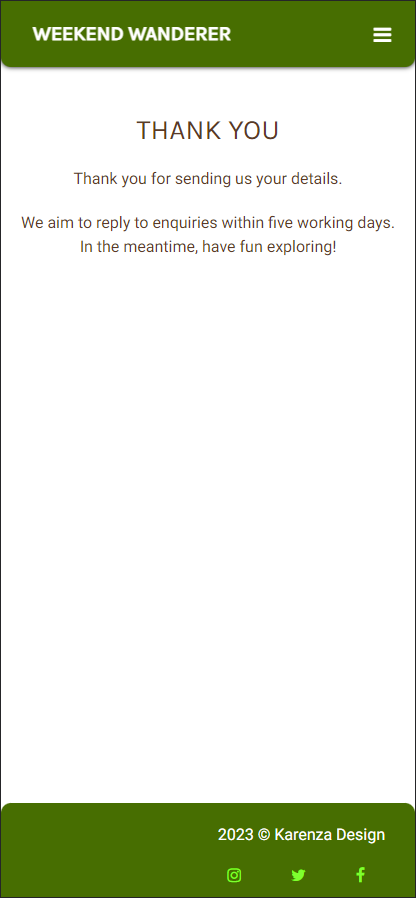 WEEKEND WANDERER
THANK YOU
Thank you for sending us your details.
We aim to reply to enquiries within five working days.
In the meantime, have fun exploring!
2023 © Karenza Design